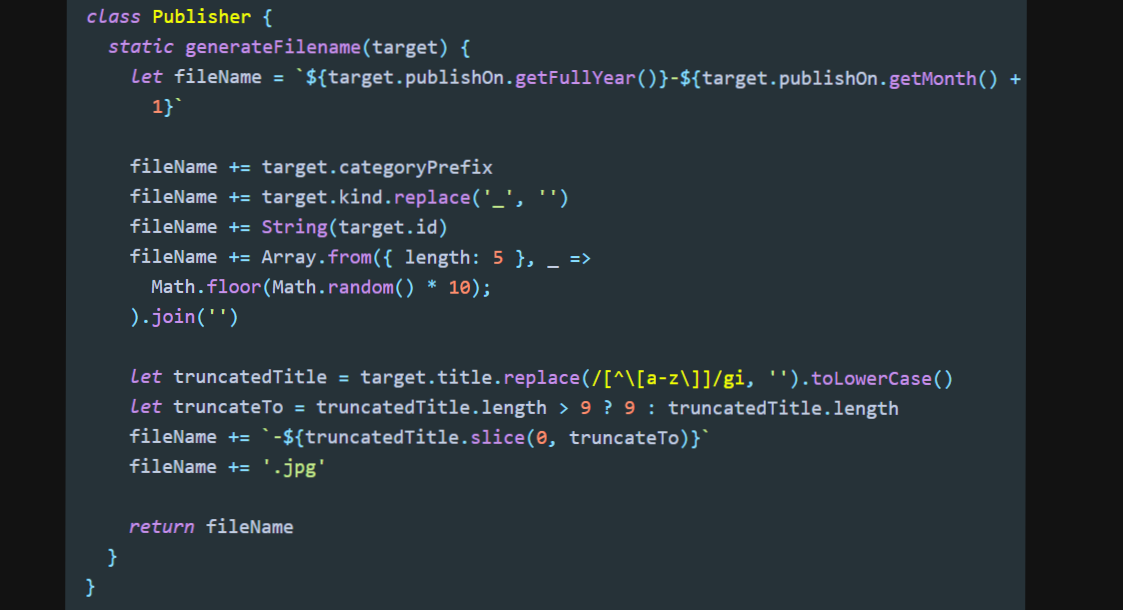 class Publisher {
static generateFilename(target) {
let fileName = `${target.publishOn.getFullYear()}-${target.publishOn.getMonth() +
1}`
fileName += target.categoryPrefix
fileName += target.kind.replace('_', '')
fileName += String(target.id)
fileName += Array.from({ length: 5 }, _ =>
Math.floor(Math.random() * 10);
).join('')
let truncatedTitle = target.title.replace(/[^\[a-z\]]/gi, '').toLowerCase()
let truncateTo = truncatedTitle.length > 9 ? 9 : truncatedTitle.length
fileName += `-${truncatedTitle.slice(0, truncateTo)}`
fileName += '.jpg'
return fileName
}
}